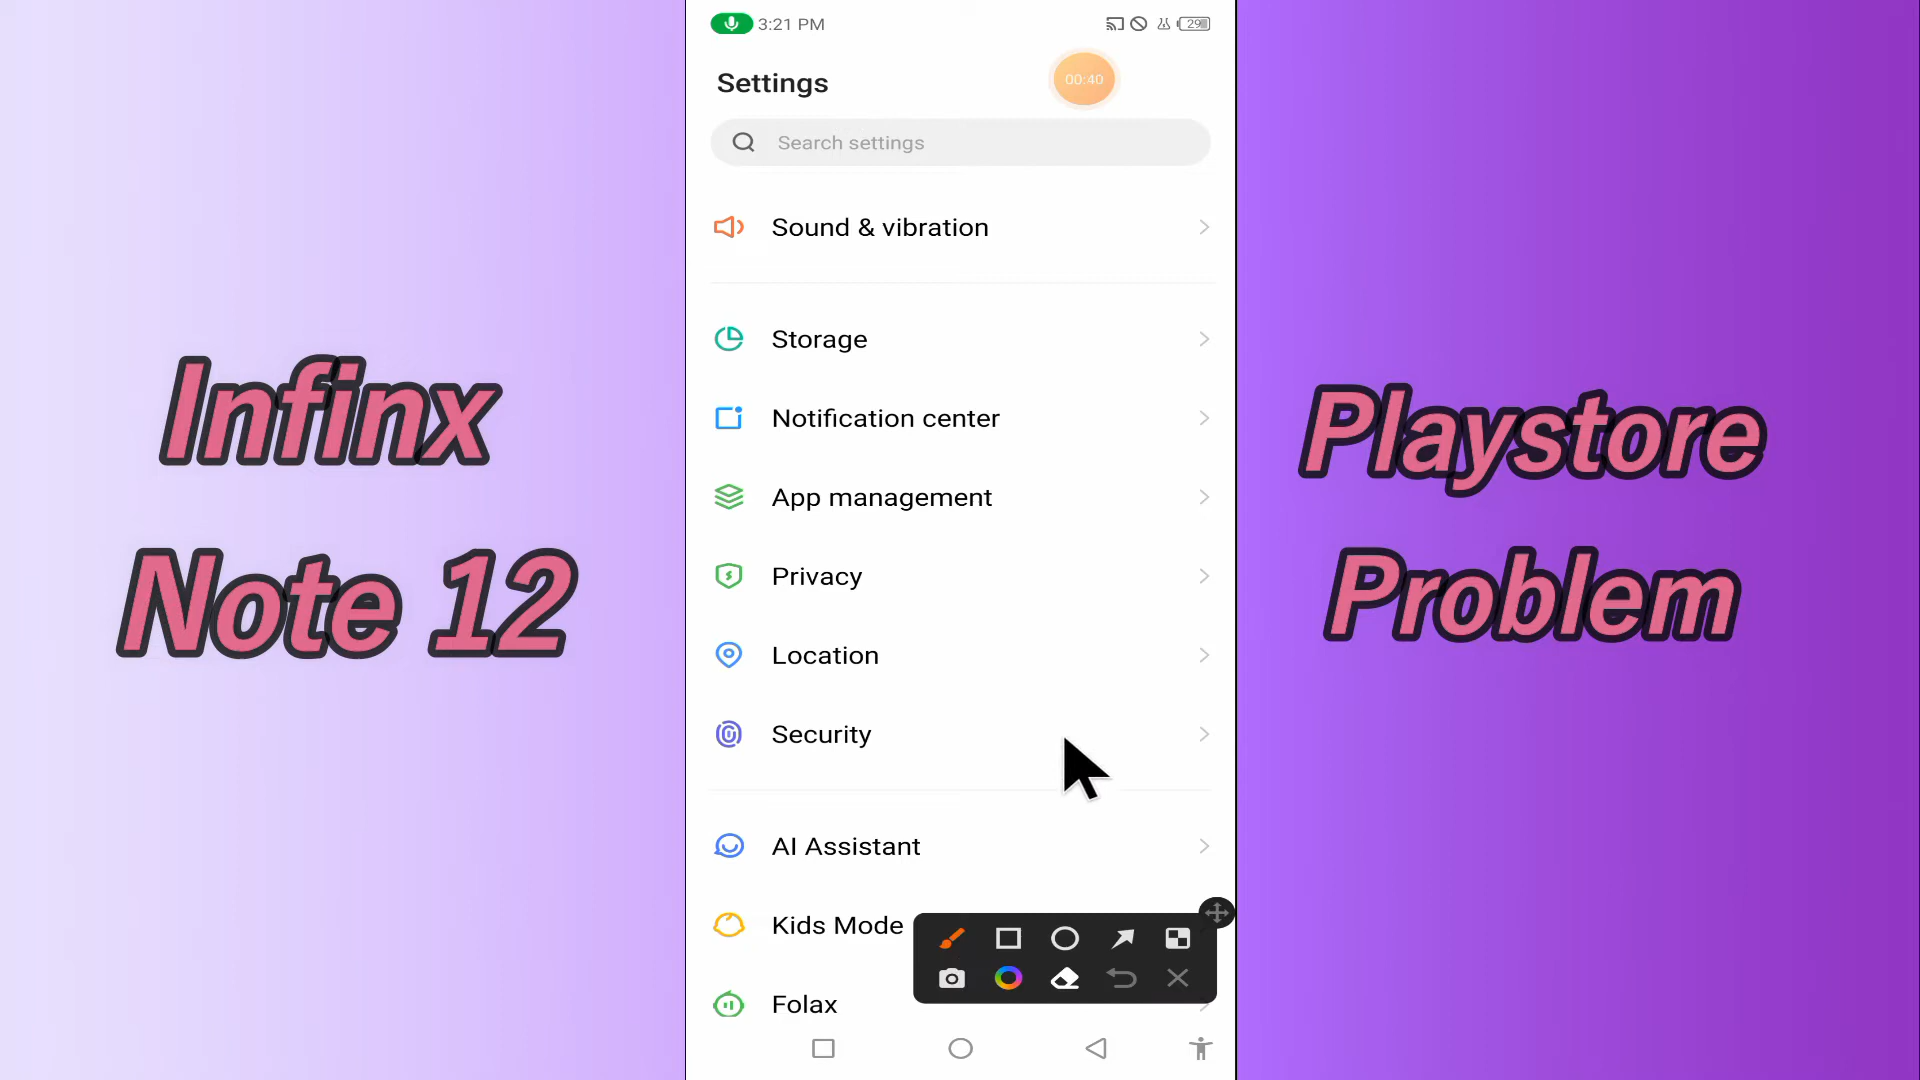 3:21 PM
29
Settings
00:40
Search settings
Sound & vibration
Storage
Notification center
App management
Privacy
Location
Security
AI Assistant
Kids Mode
Folax
Infinx
Note 12
Playstore
Problem